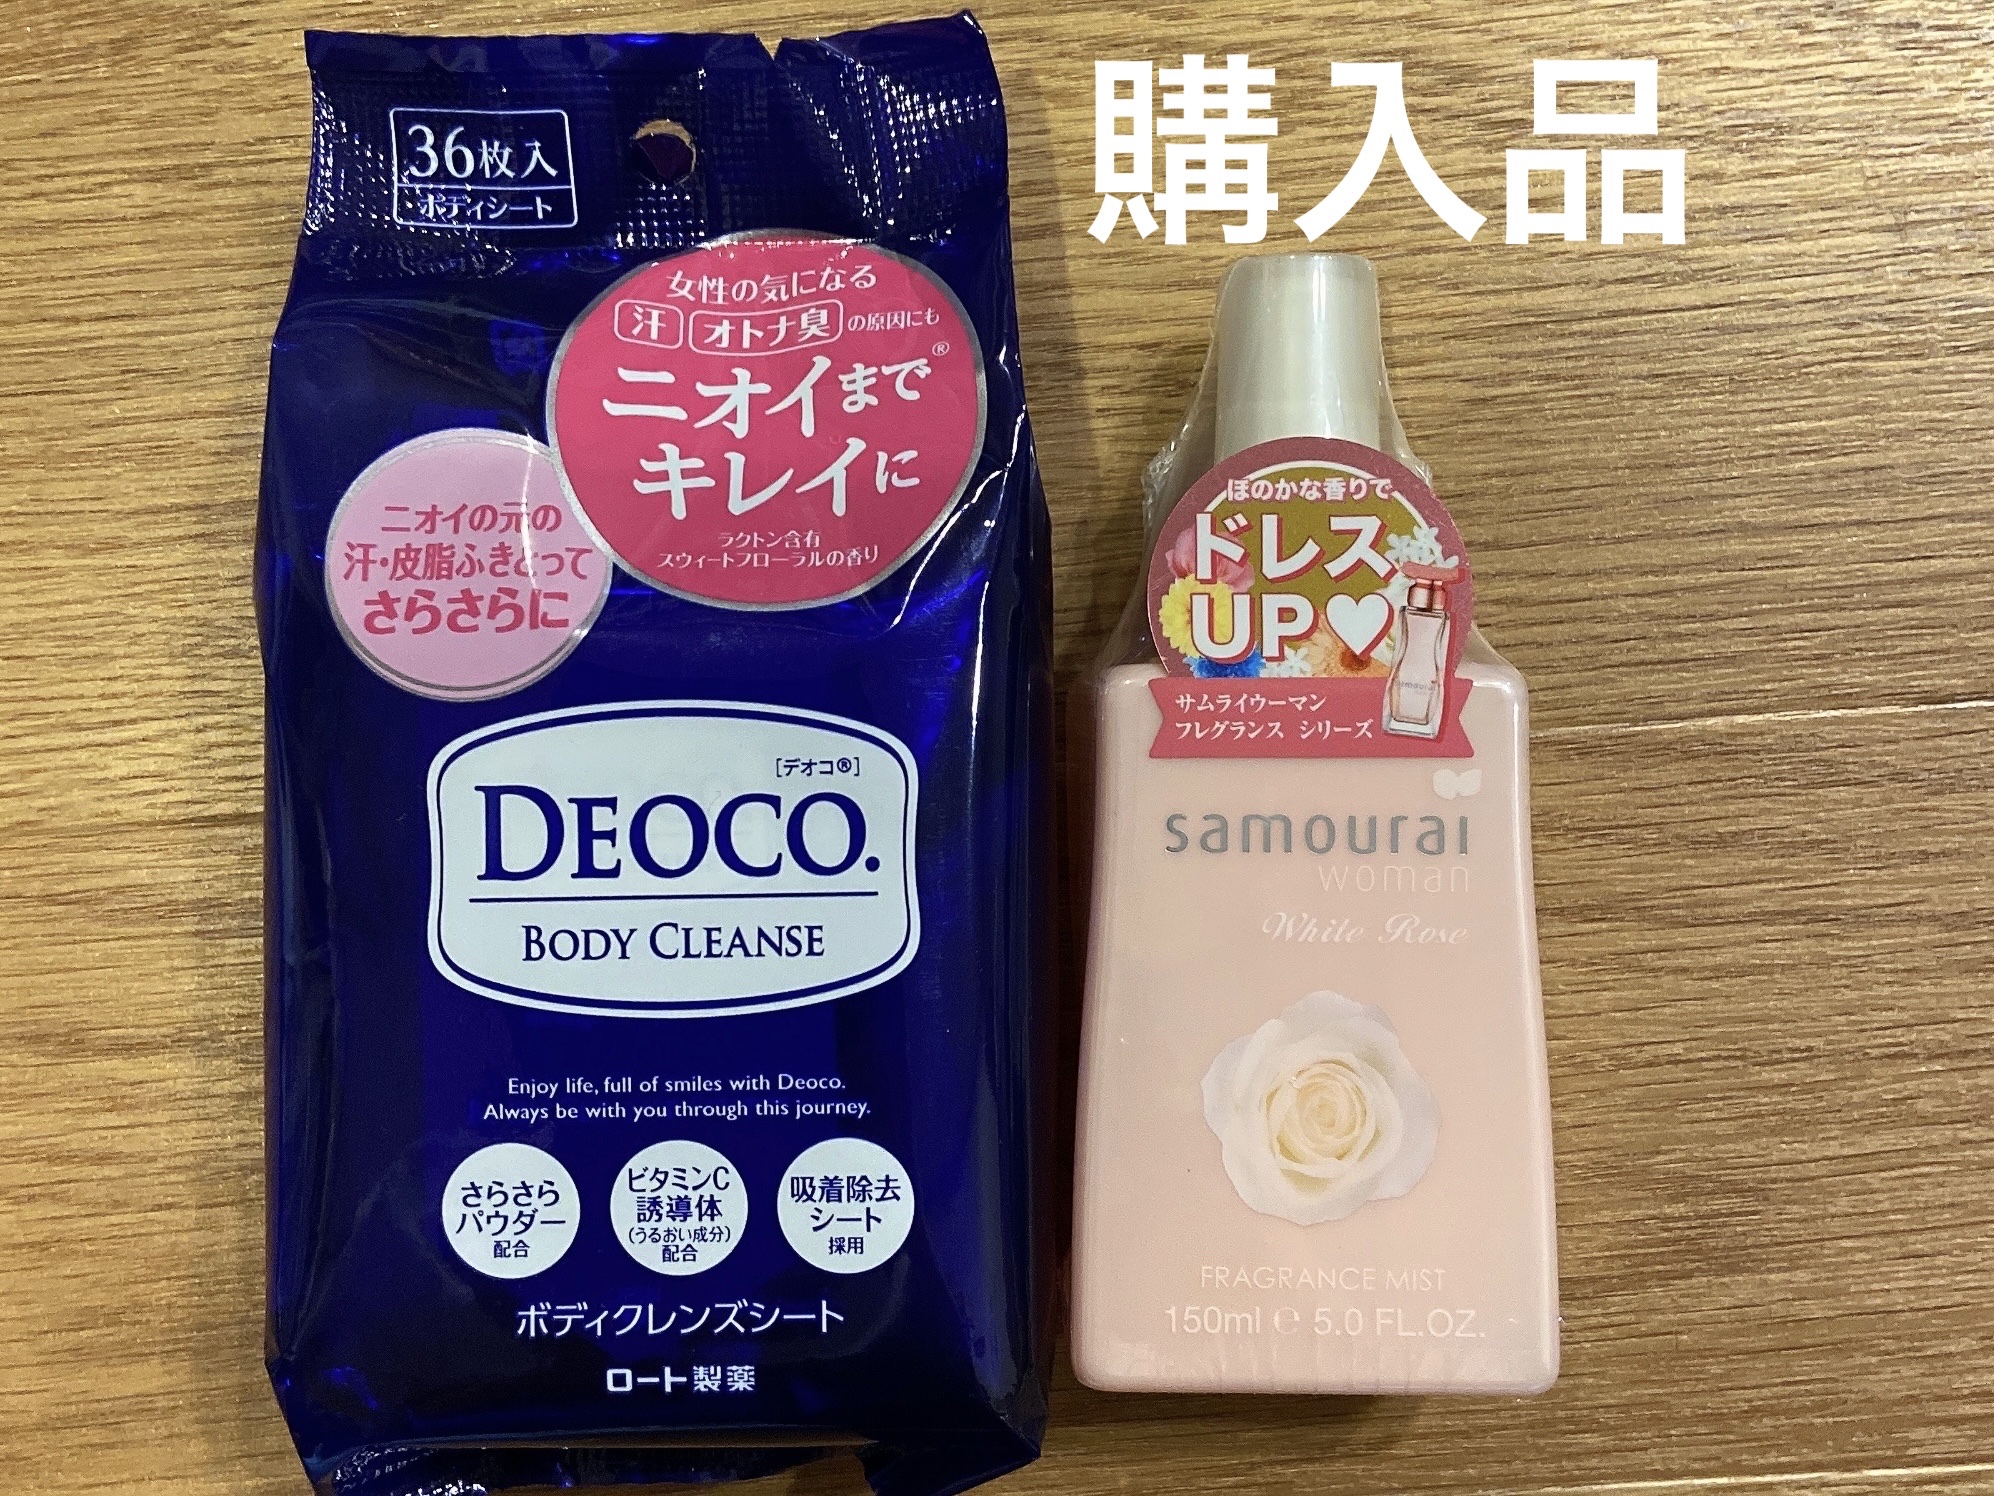 購入品
36枚入
ボディシート
女性の気になる
汗 オトナ臭 の原因にも
ニオイまで®
キレイに
ラクトン含有
スウィートフローラルの香り
ニオイの元の
汗・皮脂ふきとって
さらさらに
[デオコ®]
DEOCO.
BODY CLEANSE
Enjoy life, full of smiles with Deoco.
Always be with you through this journey.
さらさら
パウダー
配合
ビタミンC
誘導体
(うるおい成分)
配合
吸着除去
シート
採用
ボディクレンズシート
ロート製薬
ほのかな香りで
ドレス
UP♥
サムライウーマン
フレグランス シリーズ
samourai
woman
White Rose
FRAGRANCE MIST
150ml ℮ 5.0 FL.OZ.